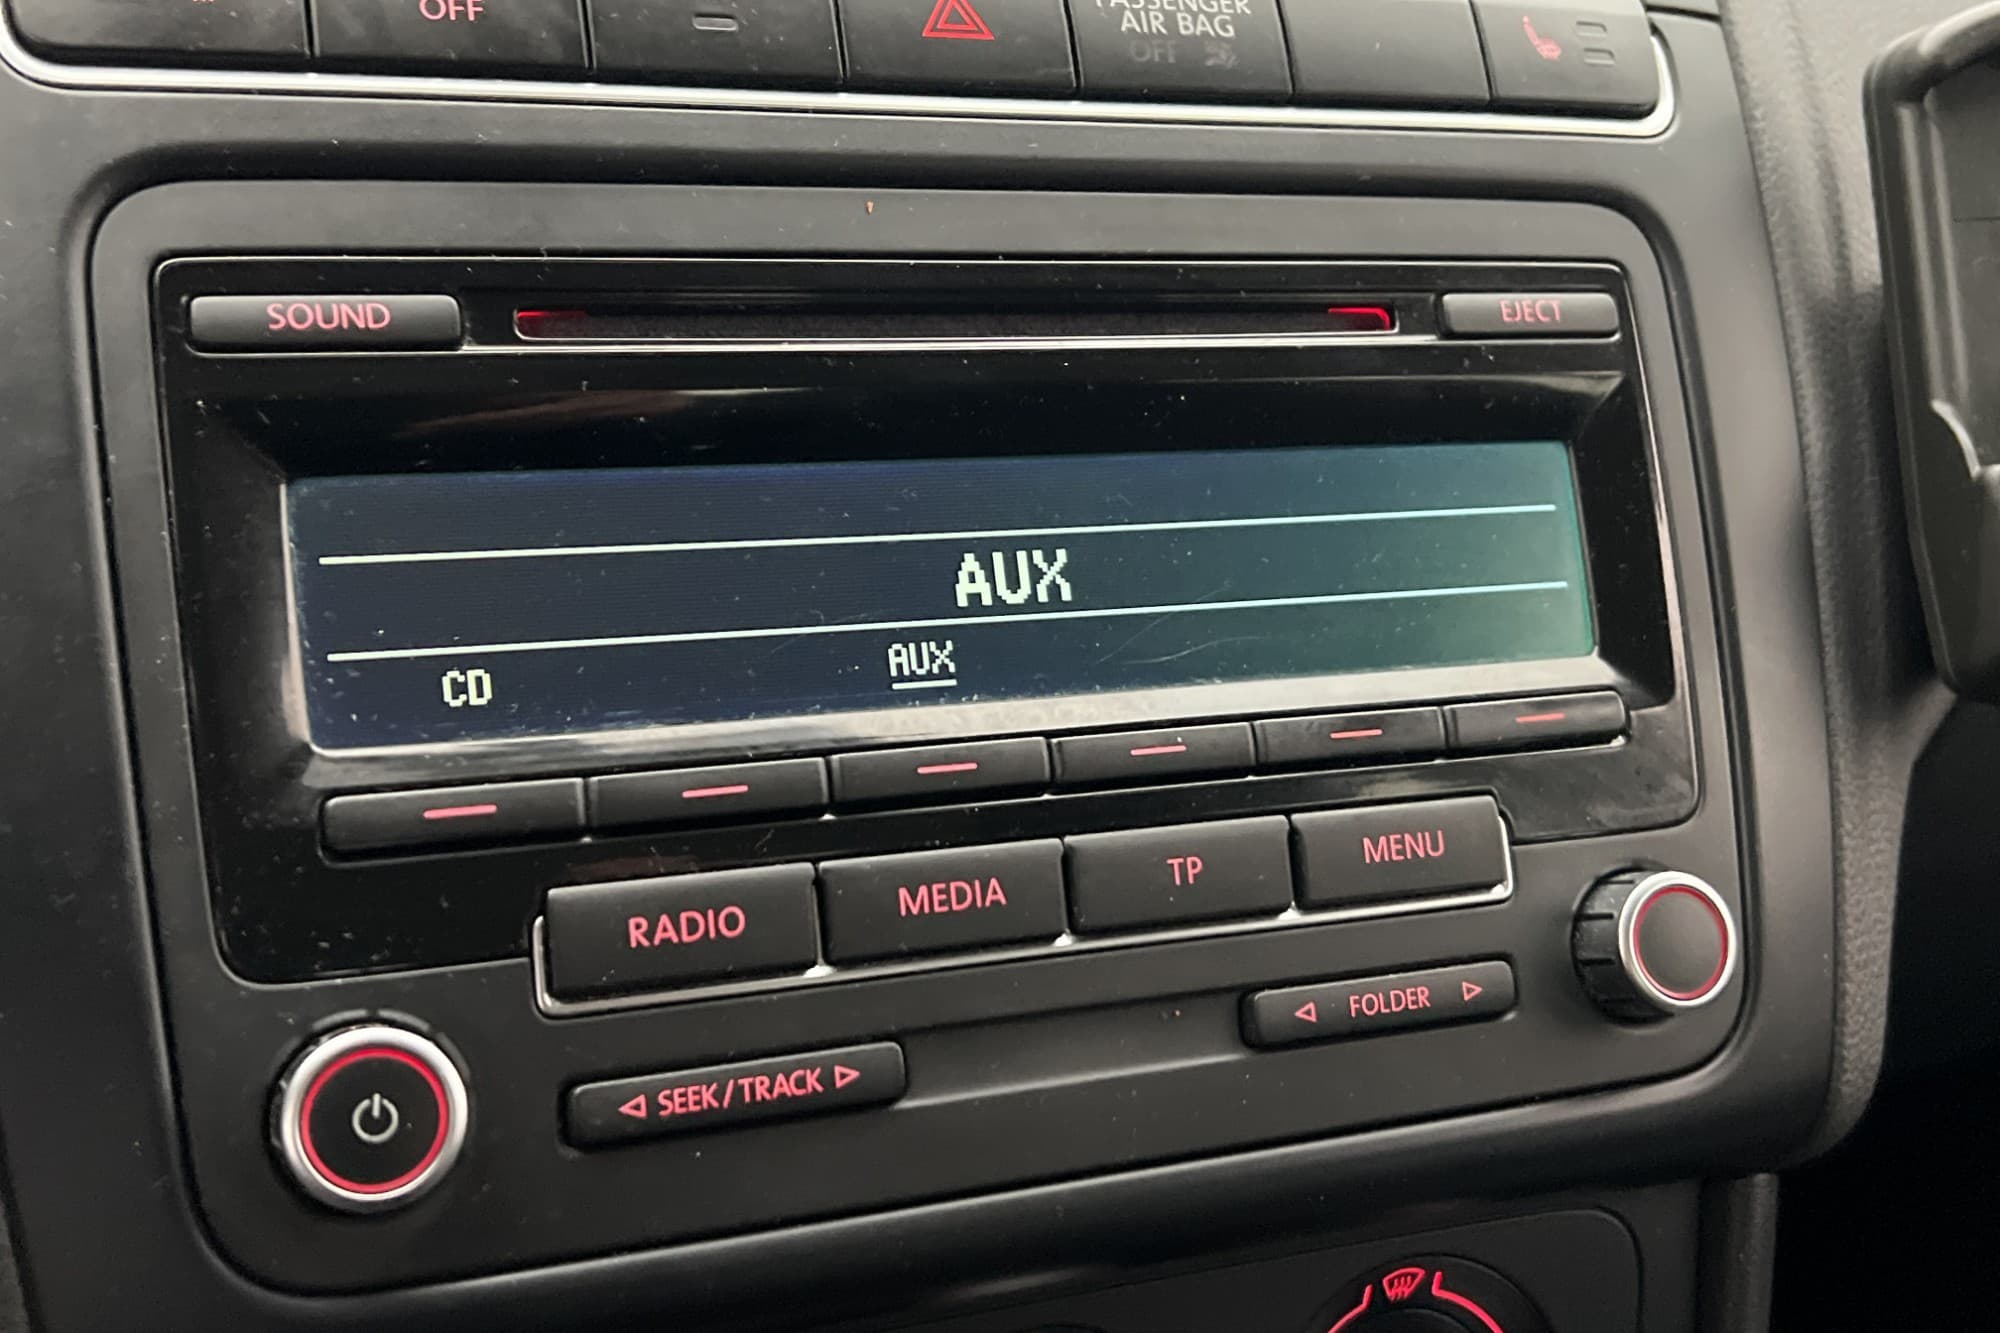 OFF
PASSENGER
AIR BAG
OFF
SOUND
EJECT
AUX
CD AUX
RADIO MEDIA TP MENU
FOLDER
SEEK/TRACK